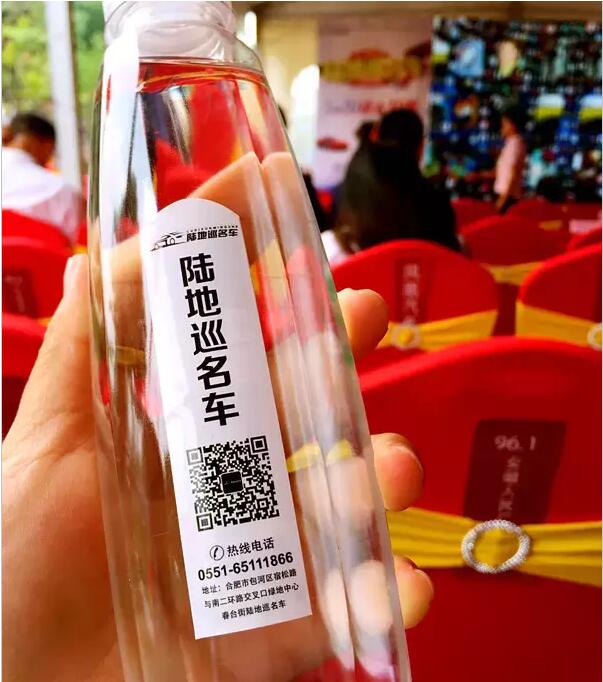 陆地巡名车
陆地巡名车
热线电话
0551-65111866
地址：合肥市包河区宿松路
与南二环路交叉口绿地中心
春台街陆地巡名车
96.1